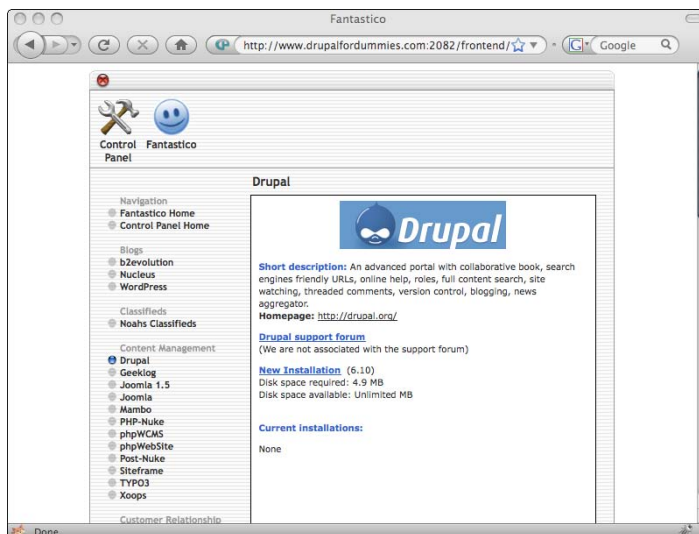 Fantastico
http://www.drupalfordummies.com:2082/frontend/
Google
Control Panel
Fantastico
Drupal
Navigation
Fantastico Home
Control Panel Home
Blogs
b2evolution
Nucleus
WordPress
Classifieds
Noahs Classifieds
Content Management
Drupal
Geeklog
Joomla 1.5
Joomla
Mambo
PHP-Nuke
phpWCMS
phpWebSite
Post-Nuke
Siteframe
TYPO3
Xoops
Customer Relationship
Drupal
Short description: An advanced portal with collaborative book, search
engines friendly URLs, online help, roles, full content search, site
watching, threaded comments, version control, blogging, news
aggregator.
Homepage: http://drupal.org/
Drupal support forum
(We are not associated with the support forum)
New Installation (6.10)
Disk space required: 4.9 MB
Disk space available: Unlimited MB
Current installations:
None
Done